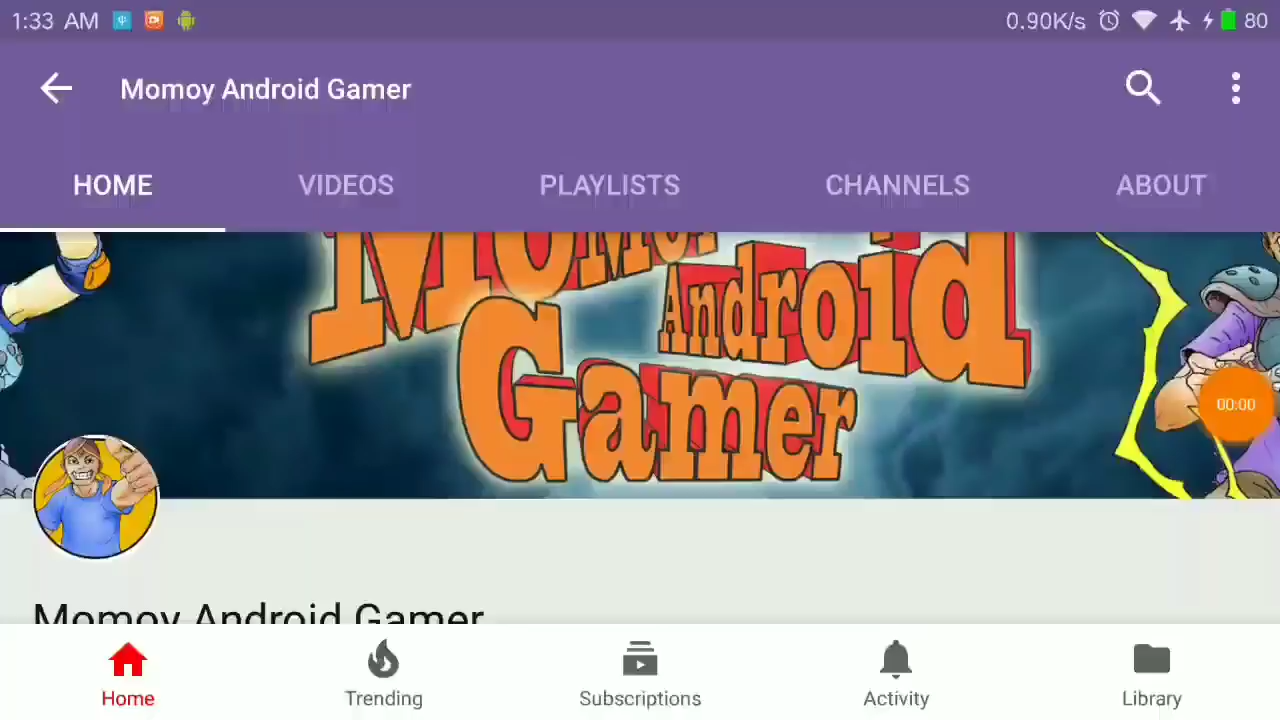 1:33 AM 0.90K/s 80
Momoy Android Gamer
HOME VIDEOS PLAYLISTS CHANNELS ABOUT
Momoy
Android
Gamer
00:00
Momoy Android Gamer
Home Trending Subscriptions Activity Library